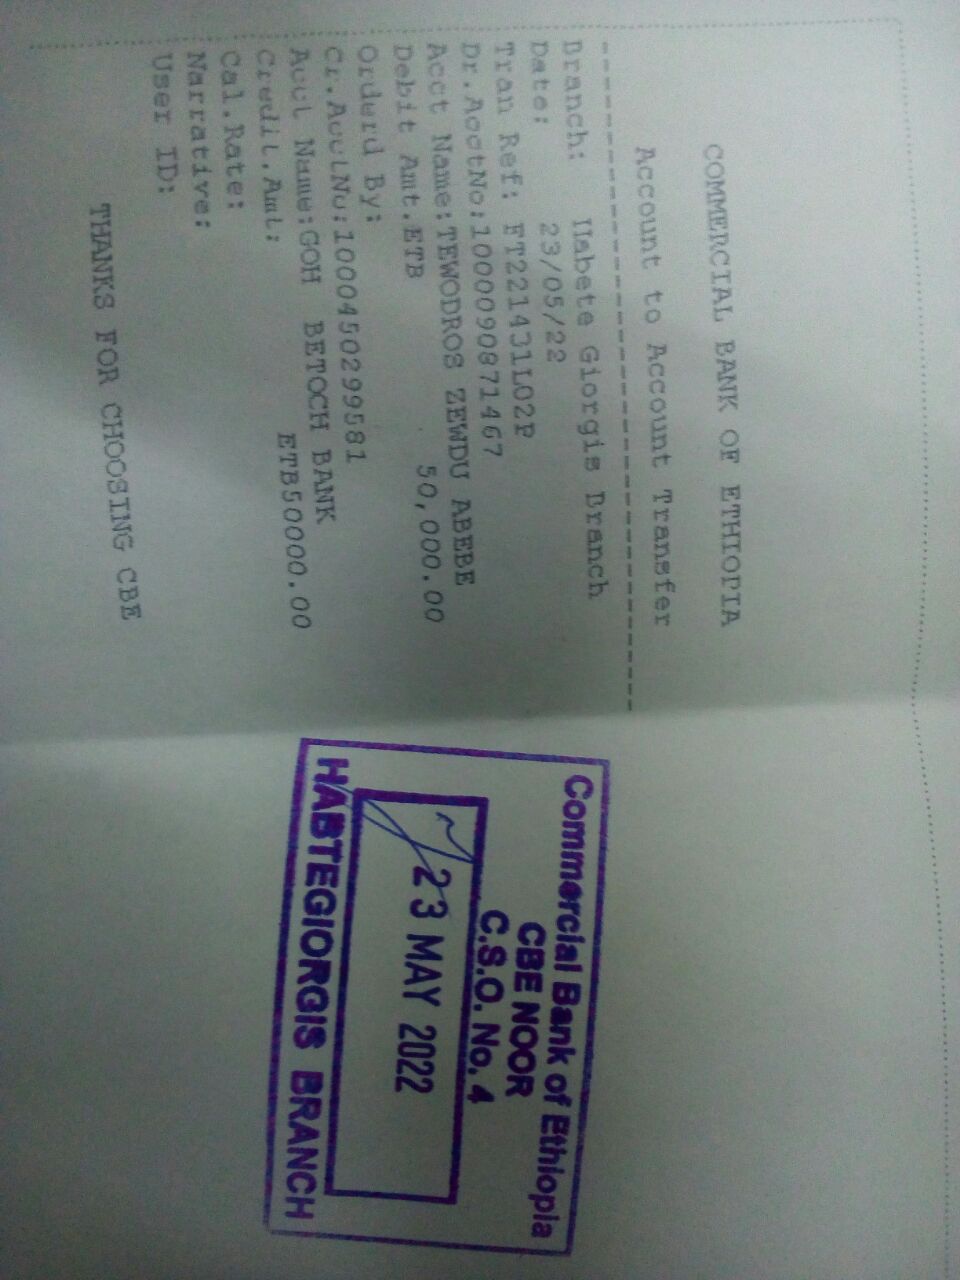 COMMERCIAL BANK OF ETHIOPIA
Account to Account Transfer
------------------------------------
Branch: Habete Giorgis Branch
Date: 23/05/22
Tran Ref: FT221431L02P
Dr.AcctNo:1000090871467
Acct Name:TEWODROS ZEWDU ABEBE
Debit Amt.ETB 50,000.00
Orderd By:
Cr.AcctNo:1000450299581
Acct Name:GOH BETOCH BANK
Credit.Amt: ETB50000.00
Cal.Rate:
Narrative:
User ID:
THANKS FOR CHOOSING CBE
Commercial Bank of Ethiopia
CBE NOOR
C.S.O. No. 4
23 MAY 2022
HABTEGIORGIS BRANCH